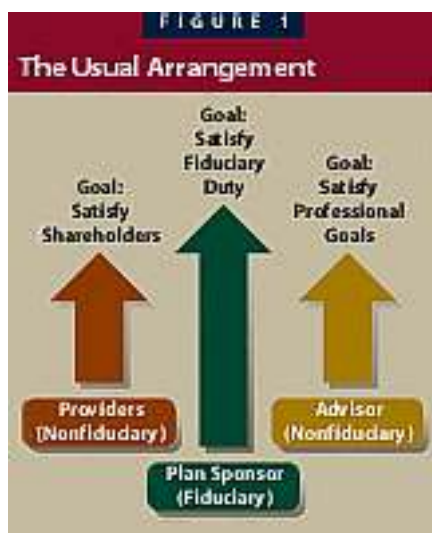 FIGURE 1
The Usual Arrangement
Goal:
Satisfy
Shareholders
Goal:
Satisfy
Fiduciary
Duty
Goal:
Satisfy
Professional
Goals
Providers
(Nonfiduciary)
Plan Sponsor
(Fiduciary)
Advisor
(Nonfiduciary)